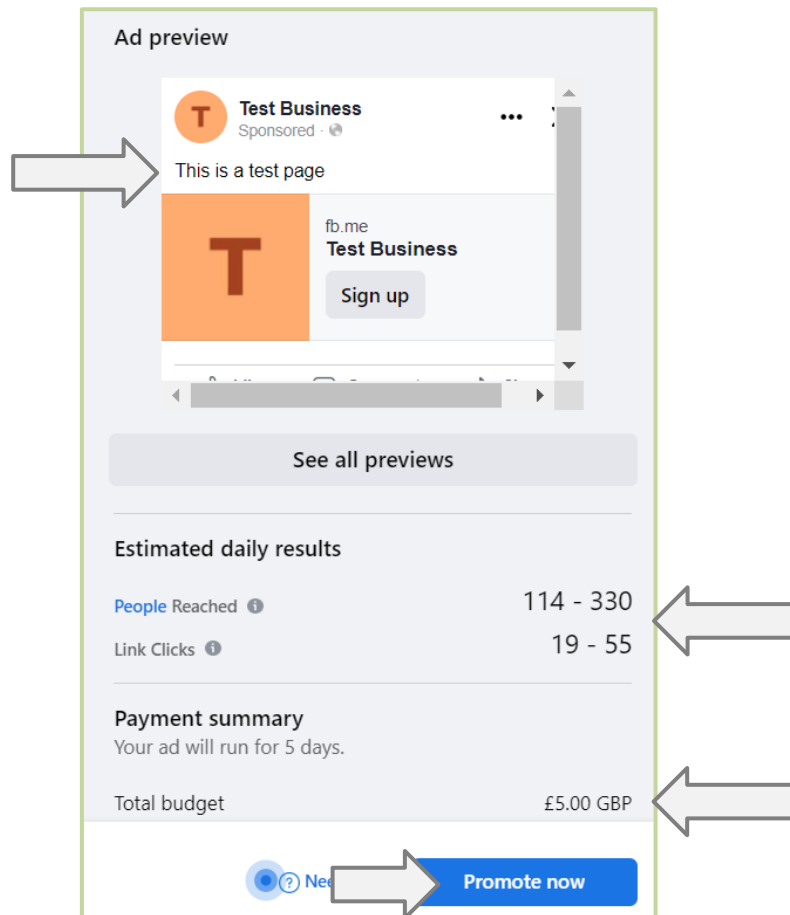 Ad preview
T
Test Business
Sponsored ·
This is a test page
T
fb.me
Test Business
Sign up
See all previews
Estimated daily results
People Reached
114 - 330
Link Clicks
19 - 55
Payment summary
Your ad will run for 5 days.
Total budget
£5.00 GBP
Promote now